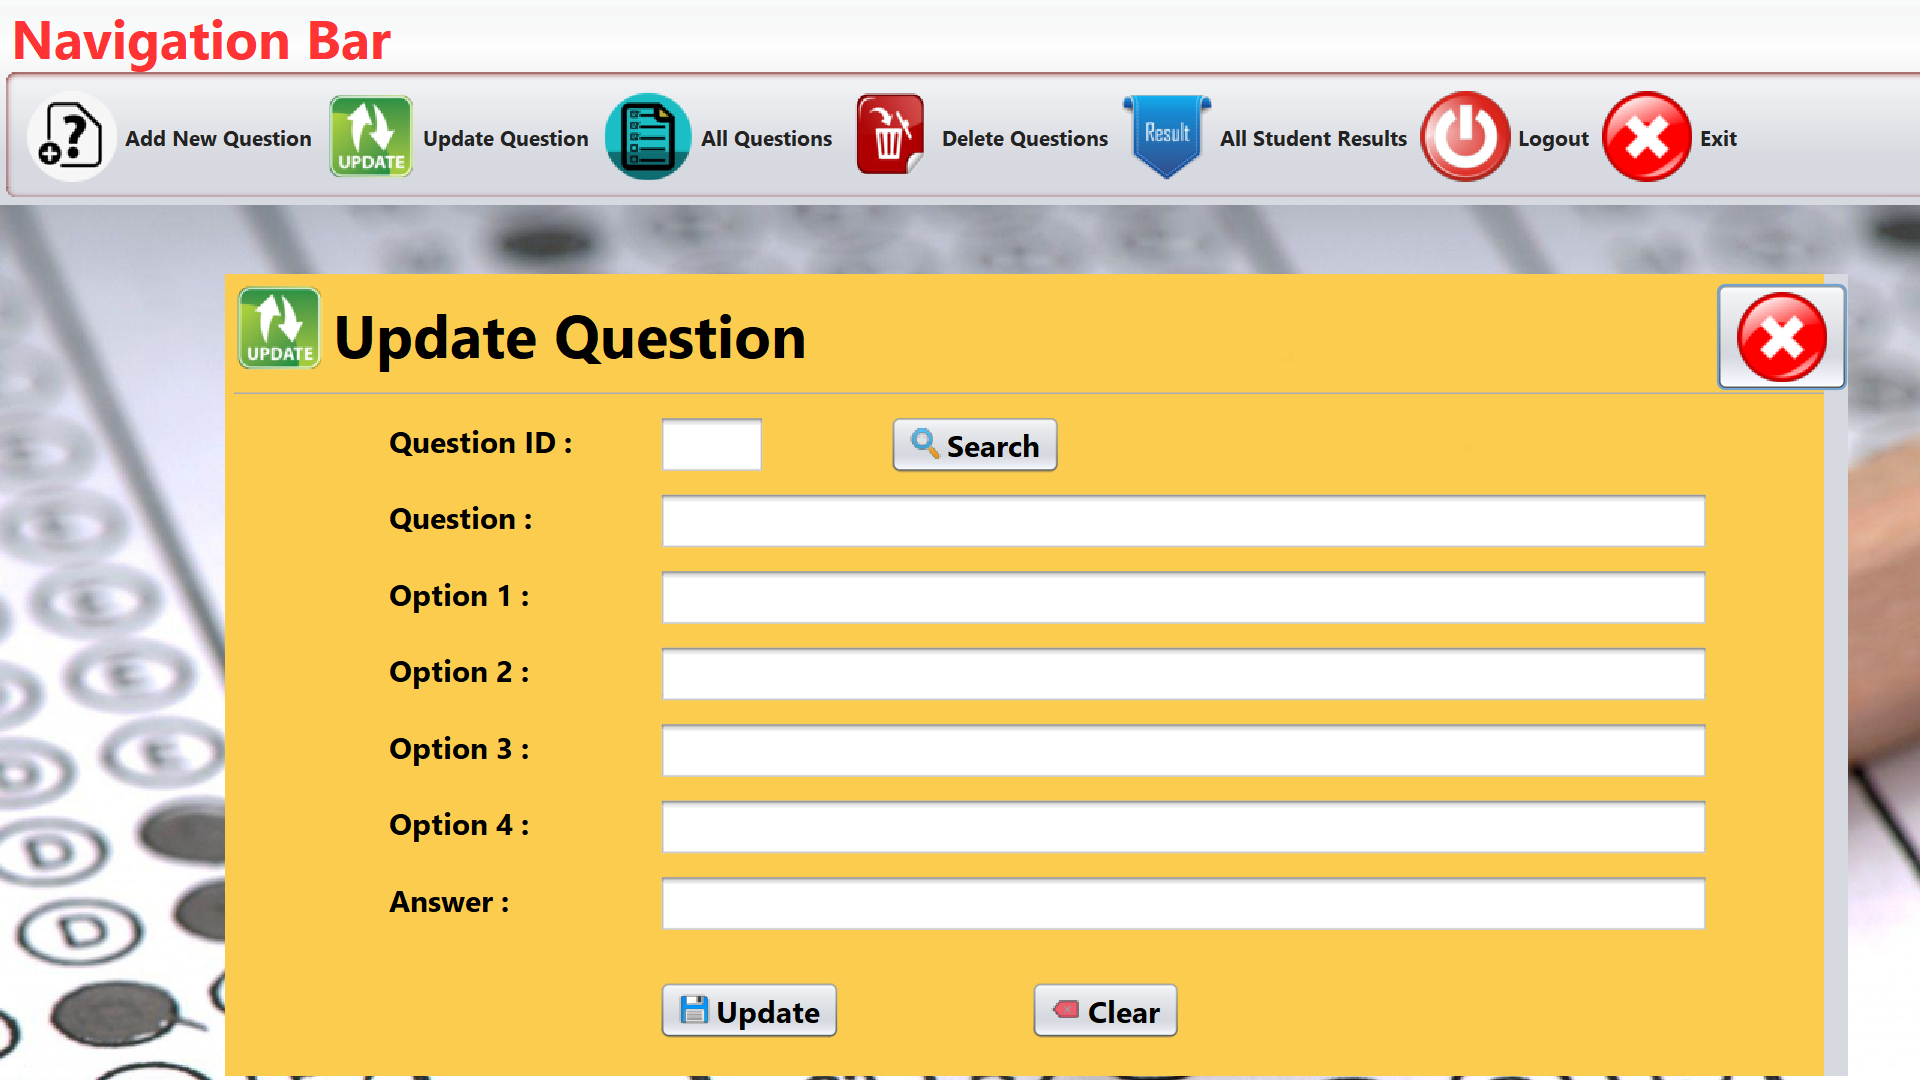 Navigation Bar
Add New Question
UPDATE
Update Question
All Questions
Delete Questions
Result
All Student Results
Logout
Exit
UPDATE
Update Question
Question ID :
Search
Question :
Option 1 :
Option 2 :
Option 3 :
Option 4 :
Answer :
Update
Clear
E
D
D